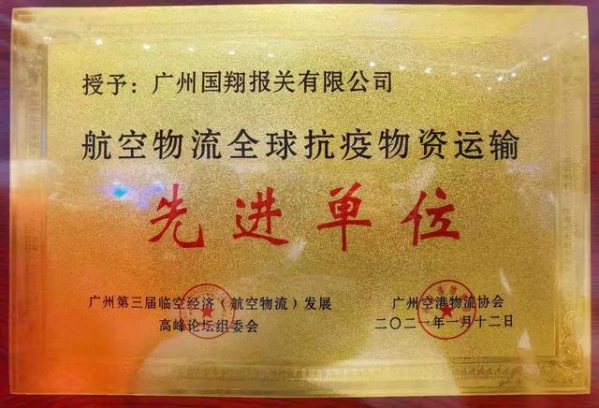 授予：广州国翔报关有限公司
航空物流全球抗疫物资运输
先进单位
广州第三届临空经济（航空物流）发展
高峰论坛组委会
广州空港物流协会
二〇二一年一月十二日